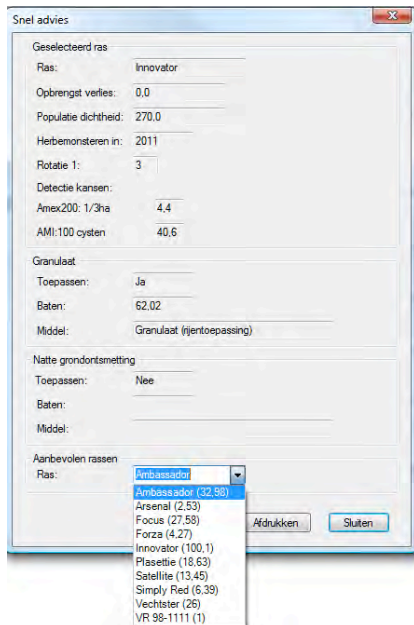 Snel advies
Geselecteerd ras
Ras: Innovator
Opbrengst verlies: 0,0
Populatie dichtheid: 270,0
Herbemonsteren in: 2011
Rotatie 1: 3
Detectie kansen:
Amex200: 1/3ha 4,4
AMI:100 cysten 40,6
Granulaat
Toepassen: Ja
Baten: 62,02
Middel: Granulaat (rijentoepassing)
Natte grondontsmetting
Toepassen: Nee
Baten:
Middel:
Aanbevolen rassen
Ras: Ambassador
Ambassador (32,98)
Arsenal (2,53)
Focus (27,58)
Forza (4,27)
Innovator (100,1)
Plasettie (18,63)
Satellite (13,45)
Simply Red (6,39)
Vechtster (26)
VR 98-1111 (1)
Afdrukken Sluiten